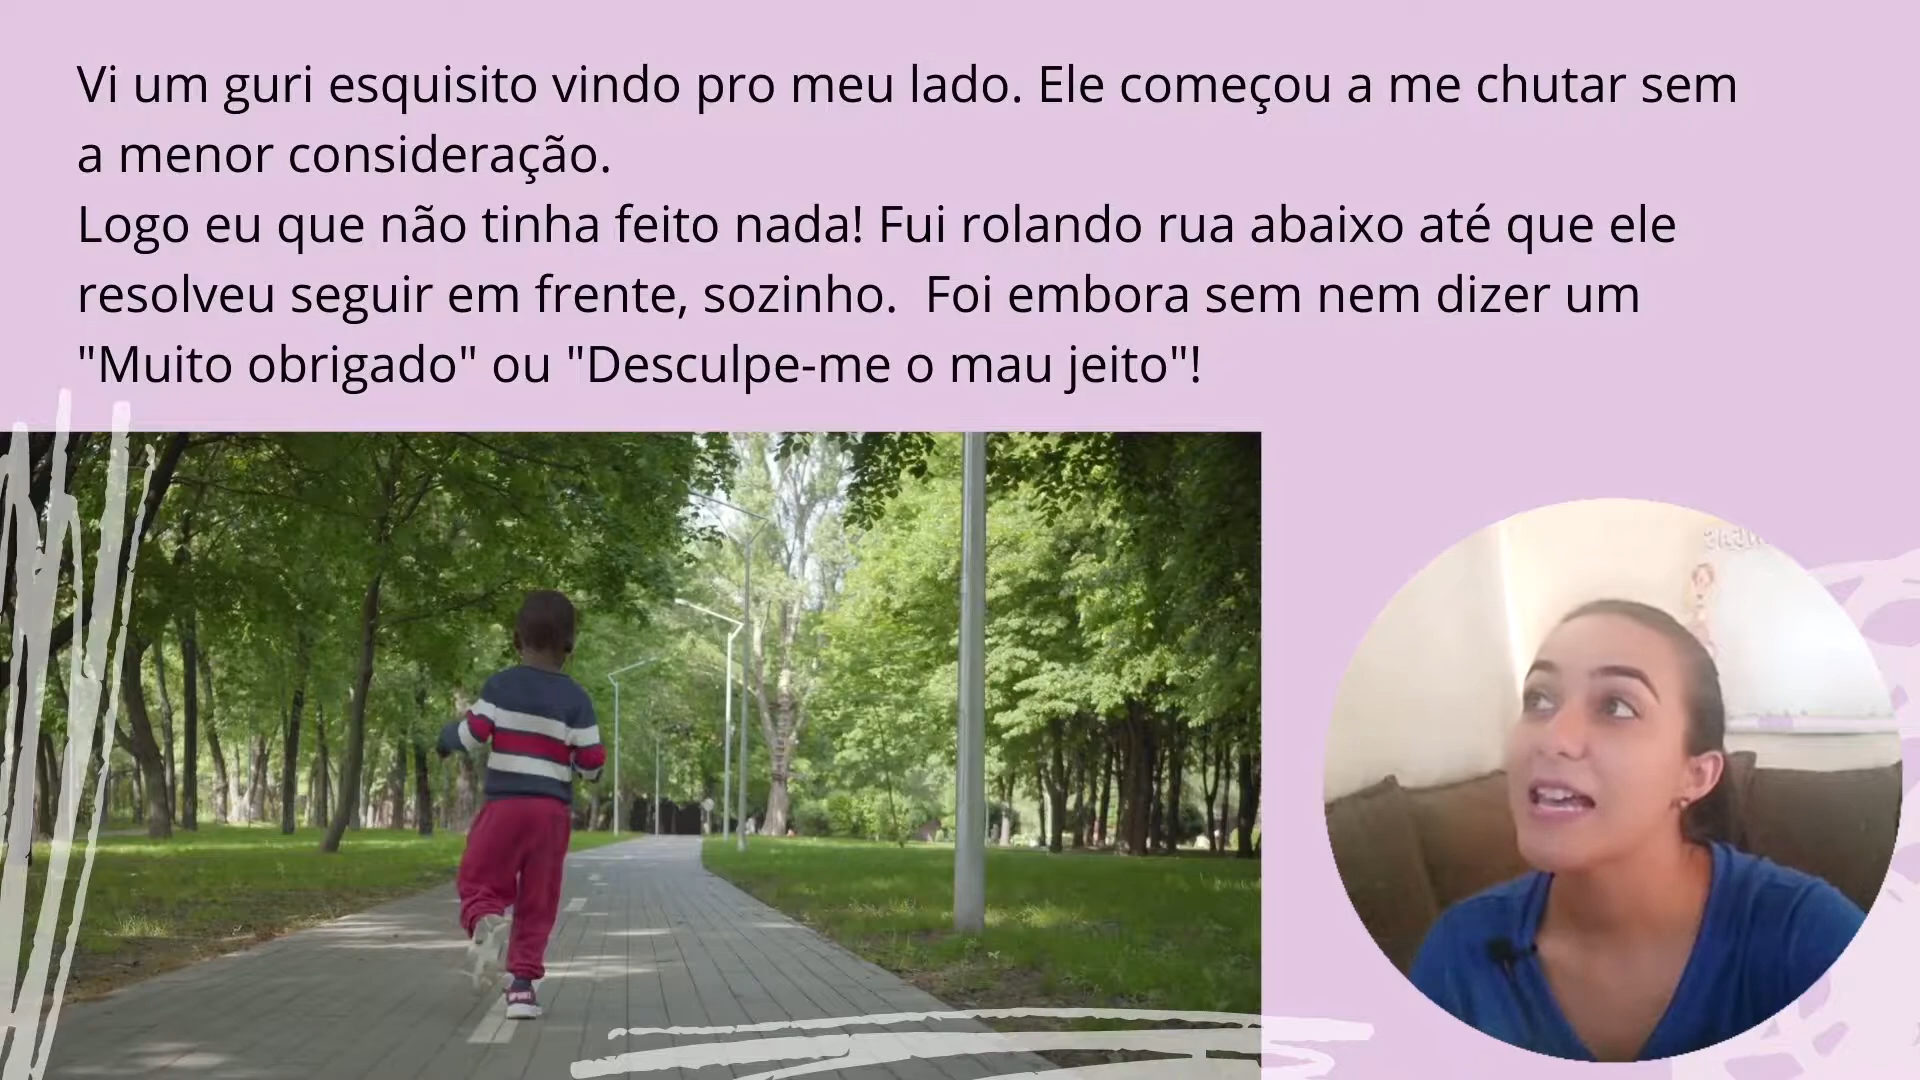 Vi um guri esquisito vindo pro meu lado. Ele começou a me chutar sem
a menor consideração.
Logo eu que não tinha feito nada! Fui rolando rua abaixo até que ele
resolveu seguir em frente, sozinho.  Foi embora sem nem dizer um
"Muito obrigado" ou "Desculpe-me o mau jeito"!